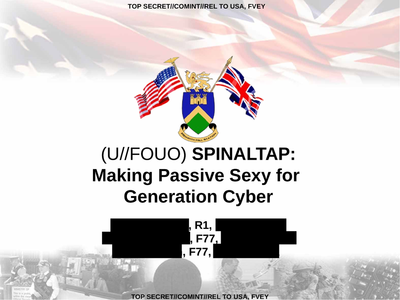 TOP SECRET//COMINT//REL TO USA, FVEY
(U//FOUO) SPINALTAP:
Making Passive Sexy for
Generation Cyber
, R1,
, F77,
, F77,
TOP SECRET//COMINT//REL TO USA, FVEY